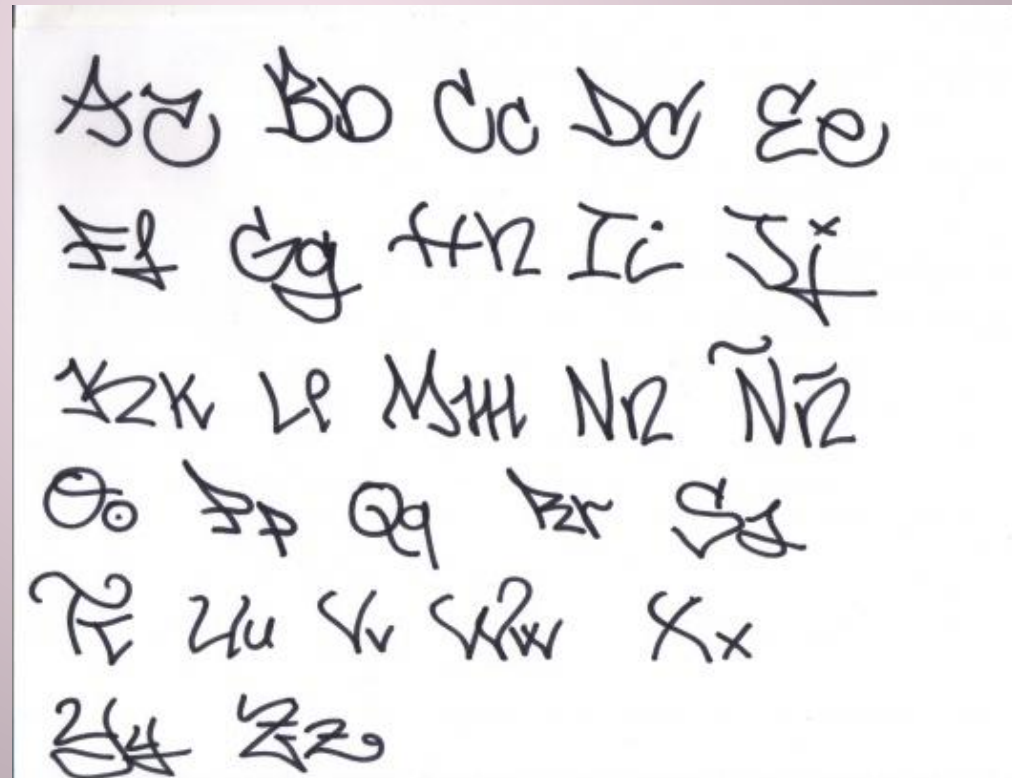 Aa Bb Cc Dd Ee
Ff Gg Hh Ii Jj
Kk Ll Mm Nn Ññ
Oo Pp Qq Rr Ss
Tt Uu Vv Ww Xx
Yy Zz